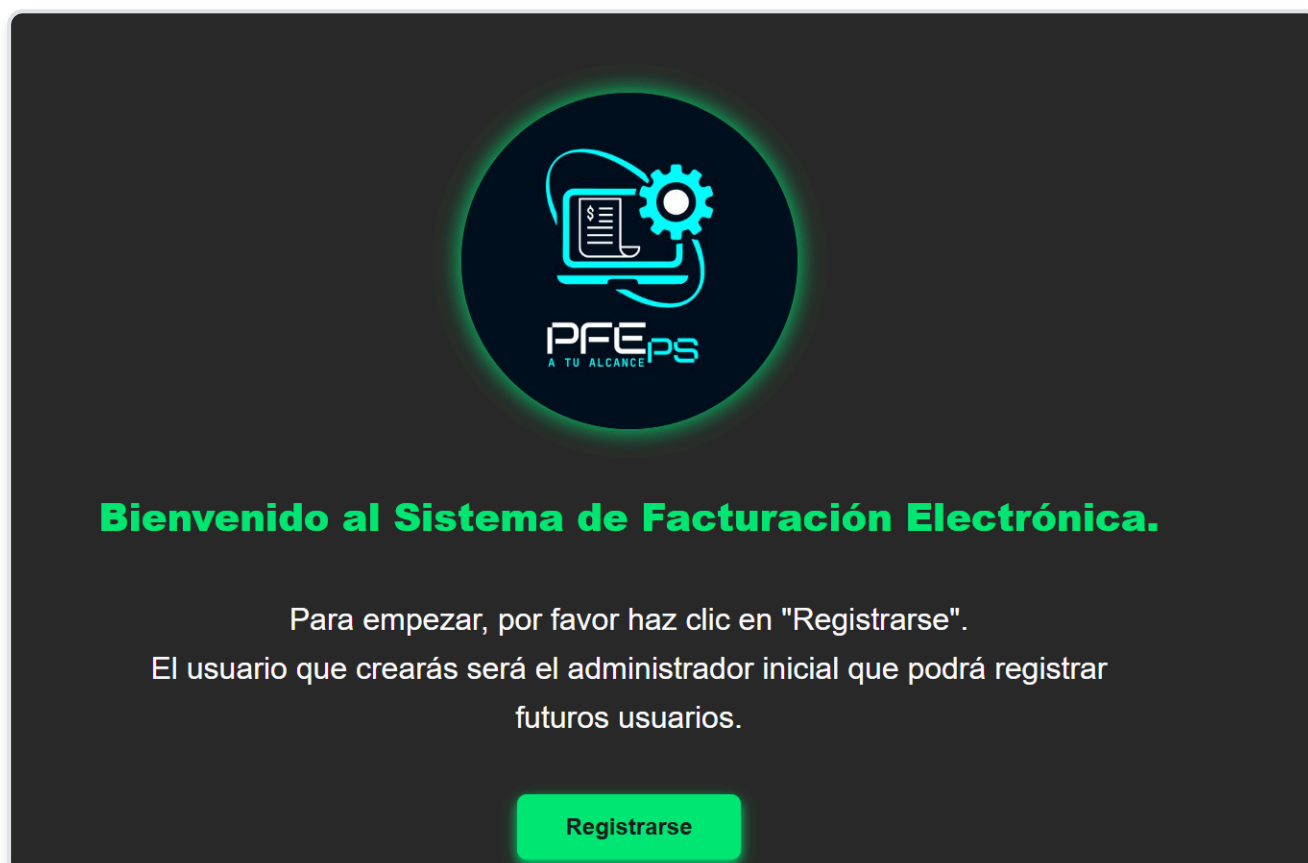 $
PFEPS
A TU ALCANCE
Bienvenido al Sistema de Facturación Electrónica.
Para empezar, por favor haz clic en "Registrarse".
El usuario que crearás será el administrador inicial que podrá registrar
futuros usuarios.
Registrarse